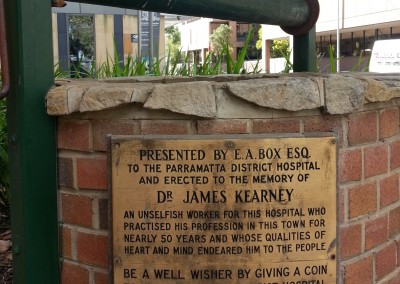 PRESENTED BY E.A.BOX ESQ.
TO THE PARRAMATTA DISTRICT HOSPITAL
AND ERECTED TO THE MEMORY OF
DR JAMES KEARNEY
AN UNSELFISH WORKER FOR THIS HOSPITAL WHO
PRACTISED HIS PROFESSION IN THIS TOWN FOR
NEARLY 50 YEARS AND WHOSE QUALITIES OF
HEART AND MIND ENDEARED HIM TO THE PEOPLE
BE A WELL WISHER BY GIVING A COIN
HOSPITAL